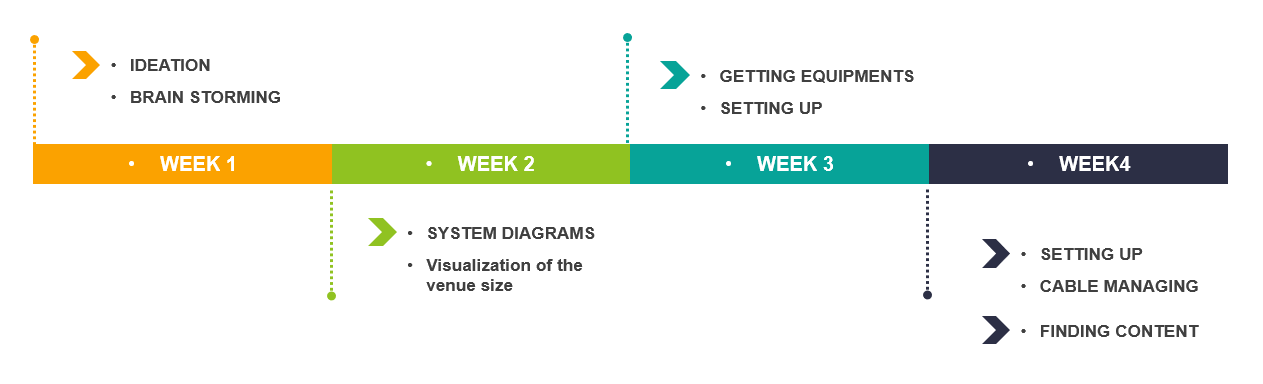 • IDEATION
• BRAIN STORMING
• GETTING EQUIPMENTS
• SETTING UP
• WEEK 1
• WEEK 2
• WEEK 3
• WEEK4
• SYSTEM DIAGRAMS
• Visualization of the
venue size
• SETTING UP
• CABLE MANAGING
• FINDING CONTENT